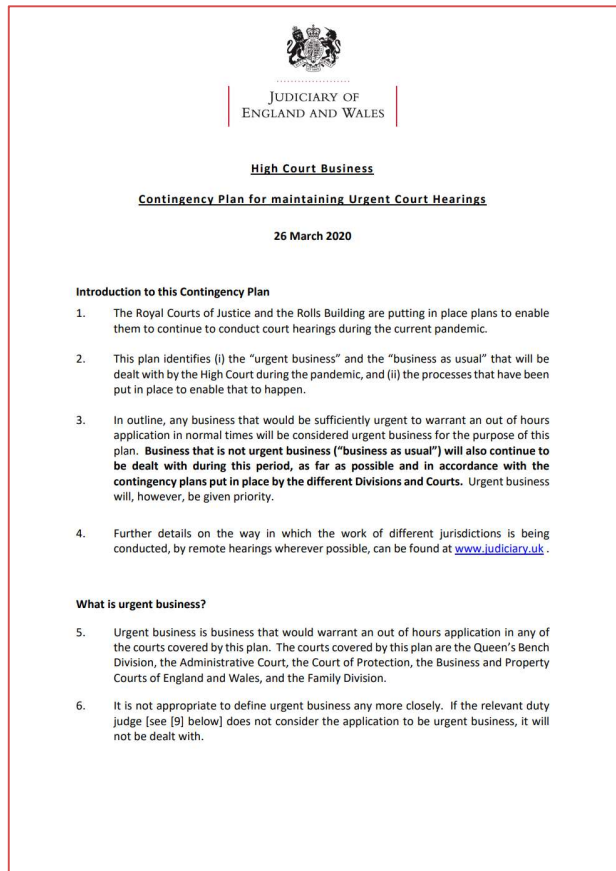 JUDICIARY OF
ENGLAND AND WALES
High Court Business
Contingency Plan for maintaining Urgent Court Hearings
26 March 2020
Introduction to this Contingency Plan
1. The Royal Courts of Justice and the Rolls Building are putting in place plans to enable
them to continue to conduct court hearings during the current pandemic.
2. This plan identifies (i) the “urgent business” and the “business as usual” that will be
dealt with by the High Court during the pandemic, and (ii) the processes that have been
put in place to enable that to happen.
3. In outline, any business that would be sufficiently urgent to warrant an out of hours
application in normal times will be considered urgent business for the purpose of this
plan. Business that is not urgent business (“business as usual”) will also continue to
be dealt with during this period, as far as possible and in accordance with the
contingency plans put in place by the different Divisions and Courts. Urgent business
will, however, be given priority.
4. Further details on the way in which the work of different jurisdictions is being
conducted, by remote hearings wherever possible, can be found at www.judiciary.uk .
What is urgent business?
5. Urgent business is business that would warrant an out of hours application in any of
the courts covered by this plan. The courts covered by this plan are the Queen’s Bench
Division, the Administrative Court, the Court of Protection, the Business and Property
Courts of England and Wales, and the Family Division.
6. It is not appropriate to define urgent business any more closely. If the relevant duty
judge [see [9] below] does not consider the application to be urgent business, it will
not be dealt with.